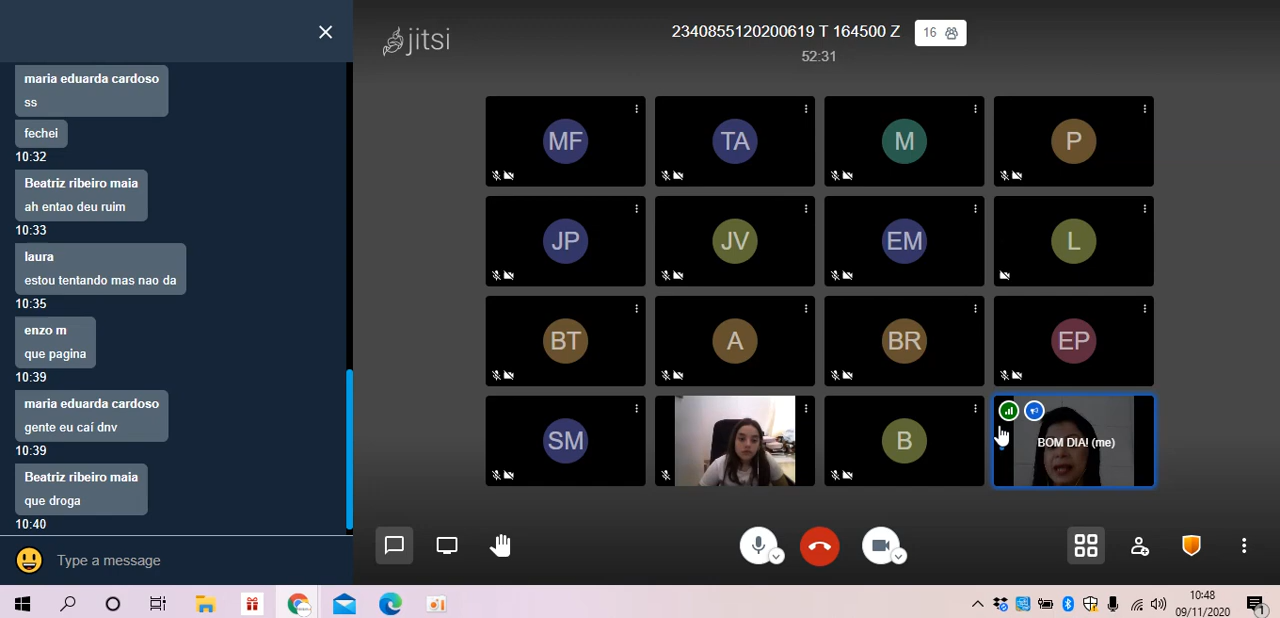 maria eduarda cardoso
ss
fechei
10:32
Beatriz ribeiro maia
ah entao deu ruim
10:33
laura
estou tentando mas nao da
10:35
enzo m
que pagina
10:39
maria eduarda cardoso
gente eu caí dnv
10:39
Beatriz ribeiro maia
que droga
10:40
Type a message
jitsi
2340855120200619 T 164500 Z
16
52:31
MF
TA
M
P
JP
JV
EM
L
BT
A
BR
EP
SM
B
BOM DIA! (me)
10:48
09/11/2020
1